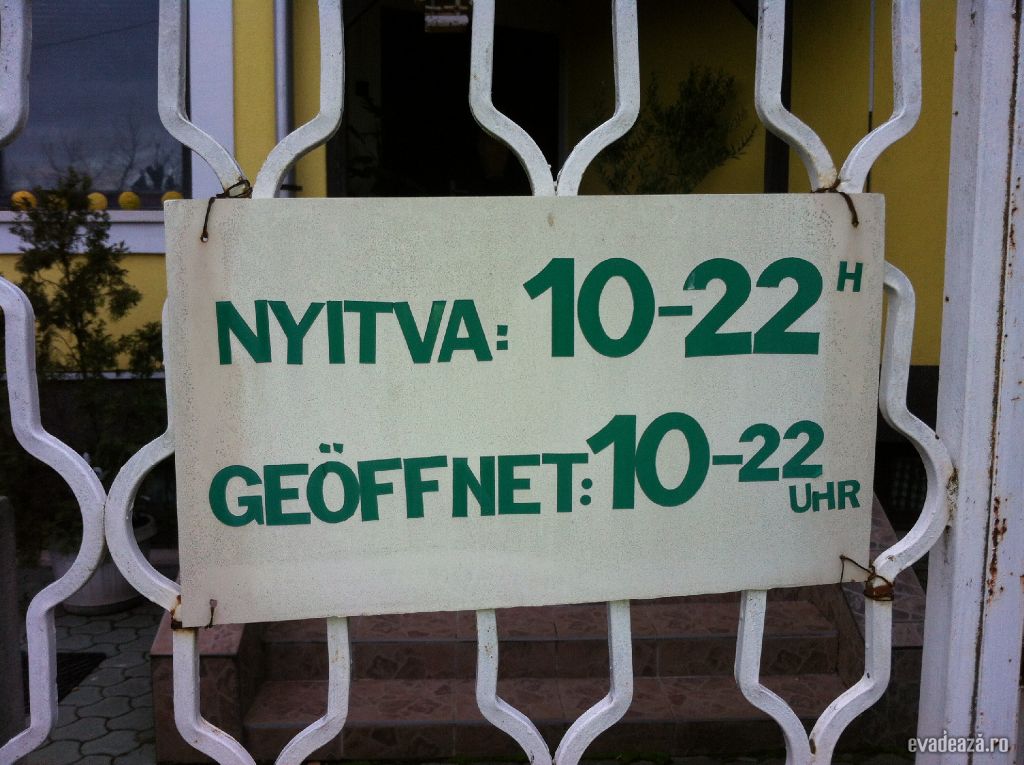 NYITVA: 10-22 H
GEÖFFNET: 10-22 UHR
evadează.ro